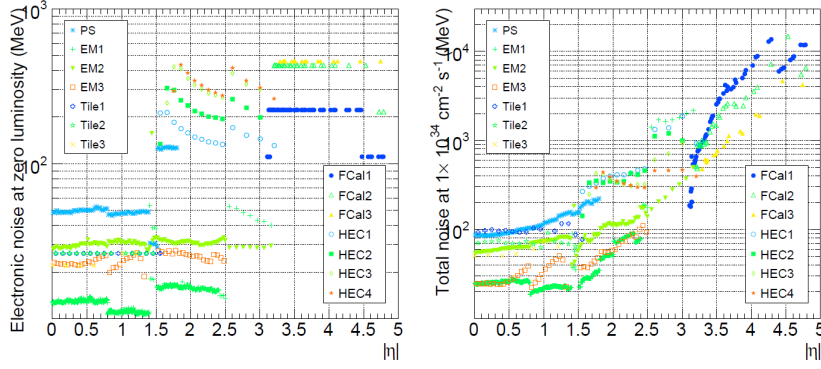 Electronic noise at zero luminosity (MeV)
10³
10²
PS
EM1
EM2
EM3
Tile1
Tile2
Tile3
FCal1
FCal2
FCal3
HEC1
HEC2
HEC3
HEC4
0 0.5 1 1.5 2 2.5 3 3.5 4 4.5 5
|η|
Total noise at 1× 10³⁴ cm⁻² s⁻¹ (MeV)
10⁴
10³
10²
PS
EM1
EM2
EM3
Tile1
Tile2
Tile3
FCal1
FCal2
FCal3
HEC1
HEC2
HEC3
HEC4
0 0.5 1 1.5 2 2.5 3 3.5 4 4.5 5
|η|